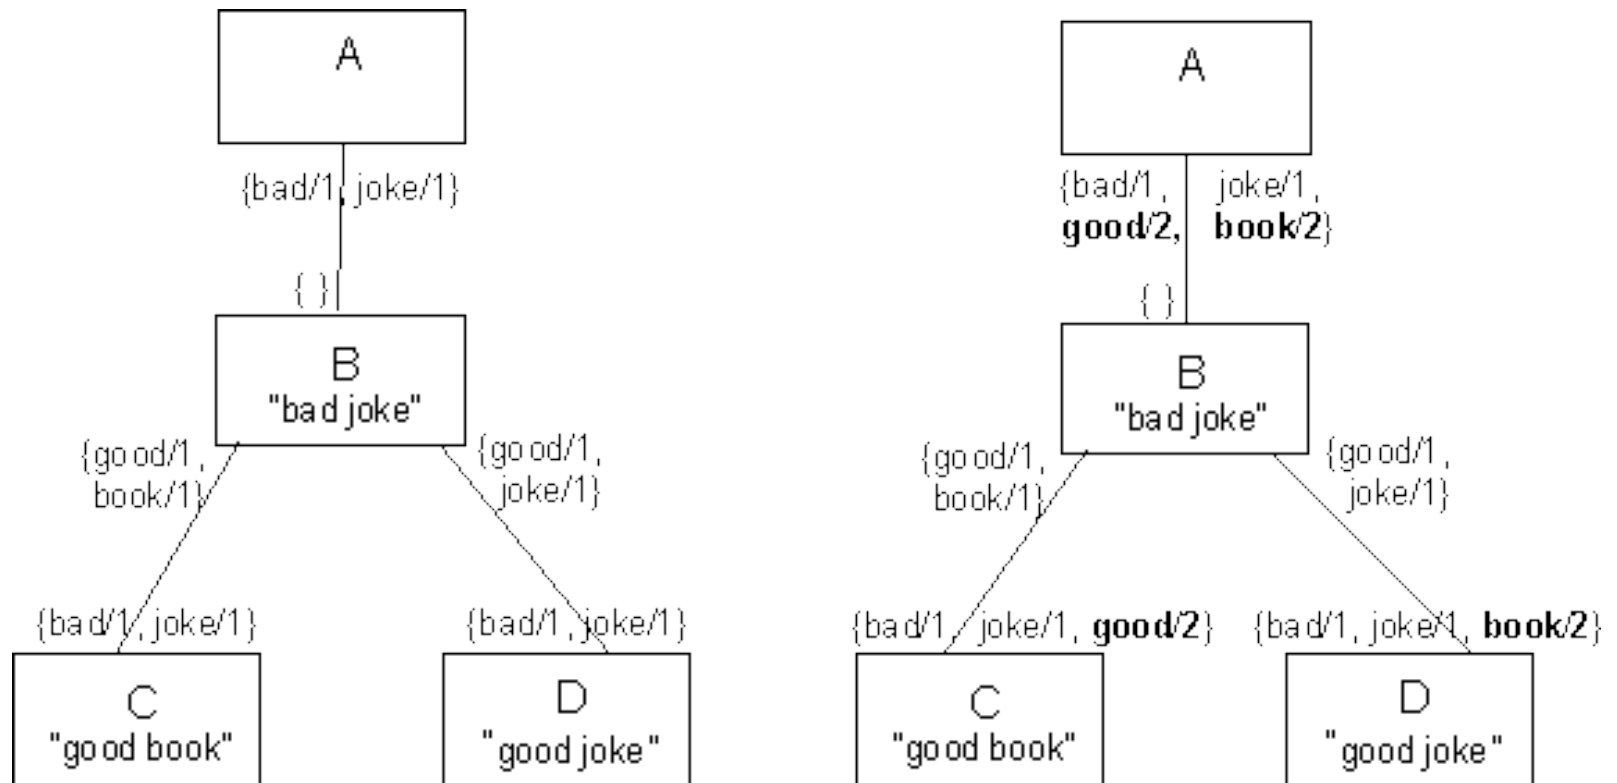 A
{bad/1, joke/1}
{ }
B
"bad joke"
{good/1,
book/1}
{good/1,
joke/1}
{bad/1, joke/1}
{bad/1, joke/1}
C
"good book"
D
"good joke"
A
{bad/1, joke/1,
good/2, book/2}
{ }
B
"bad joke"
{good/1,
book/1}
{good/1,
joke/1}
{bad/1, joke/1, good/2}
{bad/1, joke/1, book/2}
C
"good book"
D
"good joke"